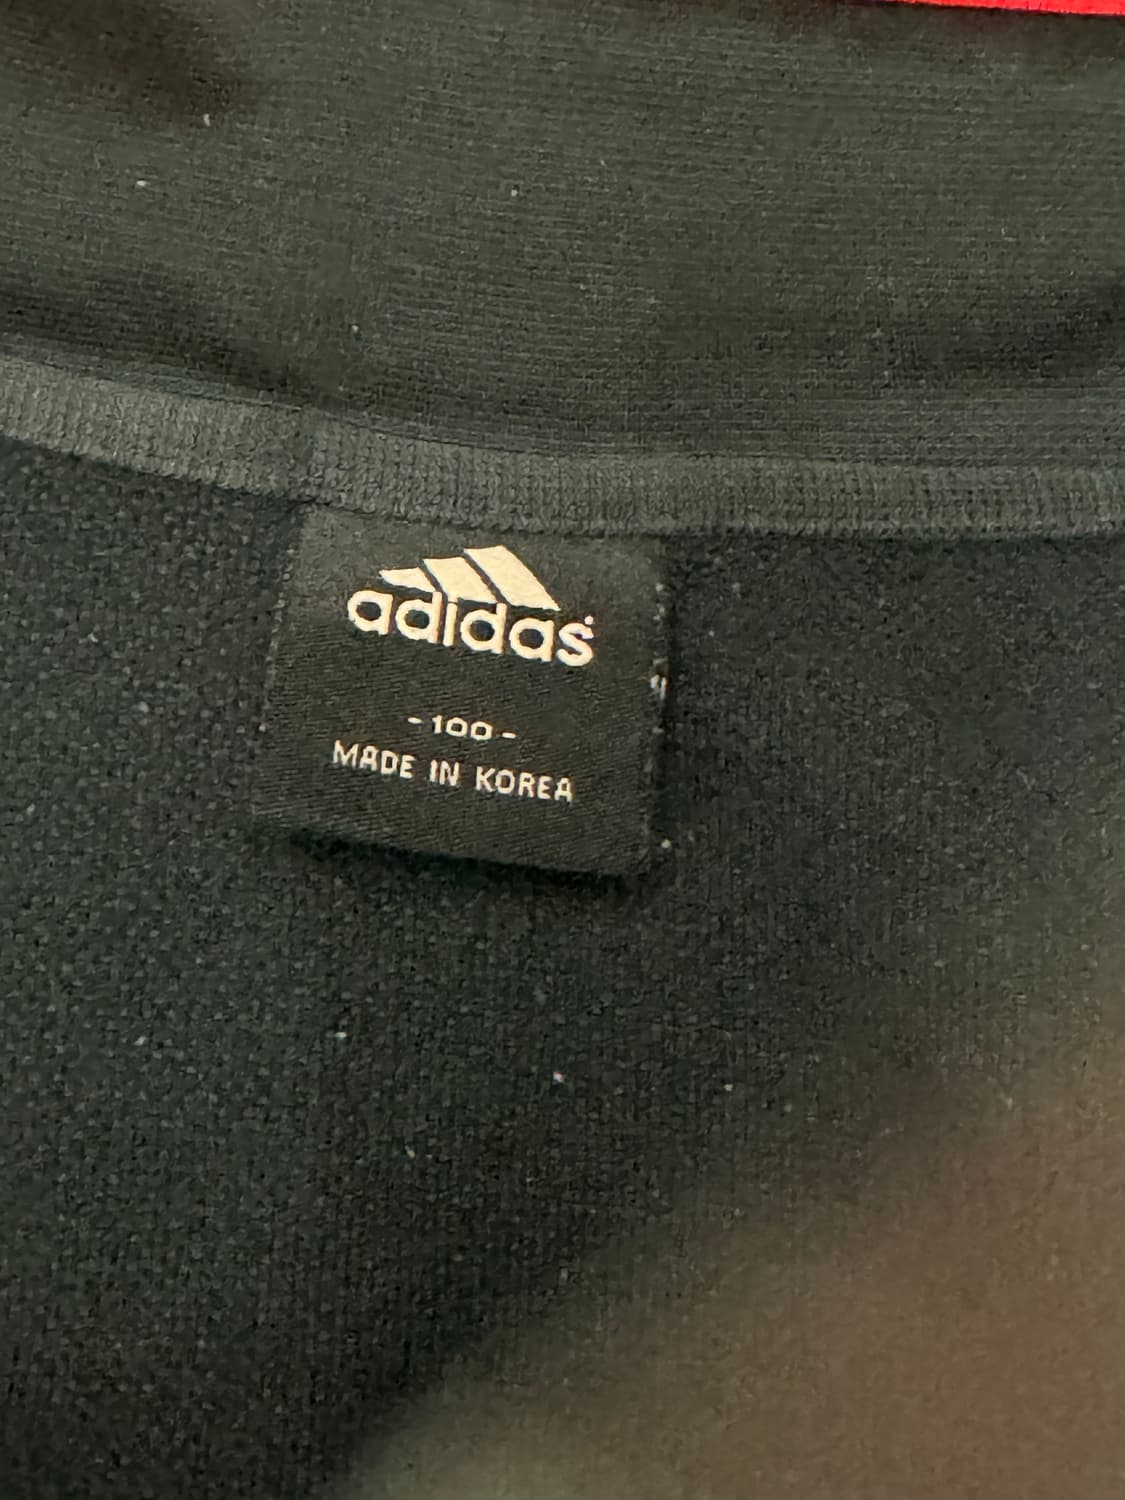 adidas
- 100 -
MADE IN KOREA